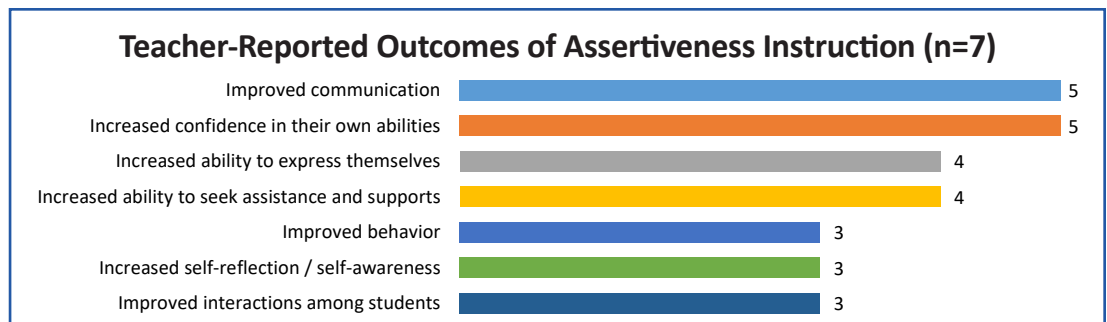 Teacher-Reported Outcomes of Assertiveness Instruction (n=7)
Improved communication 5
Increased confidence in their own abilities 5
Increased ability to express themselves 4
Increased ability to seek assistance and supports 4
Improved behavior 3
Increased self-reflection / self-awareness 3
Improved interactions among students 3